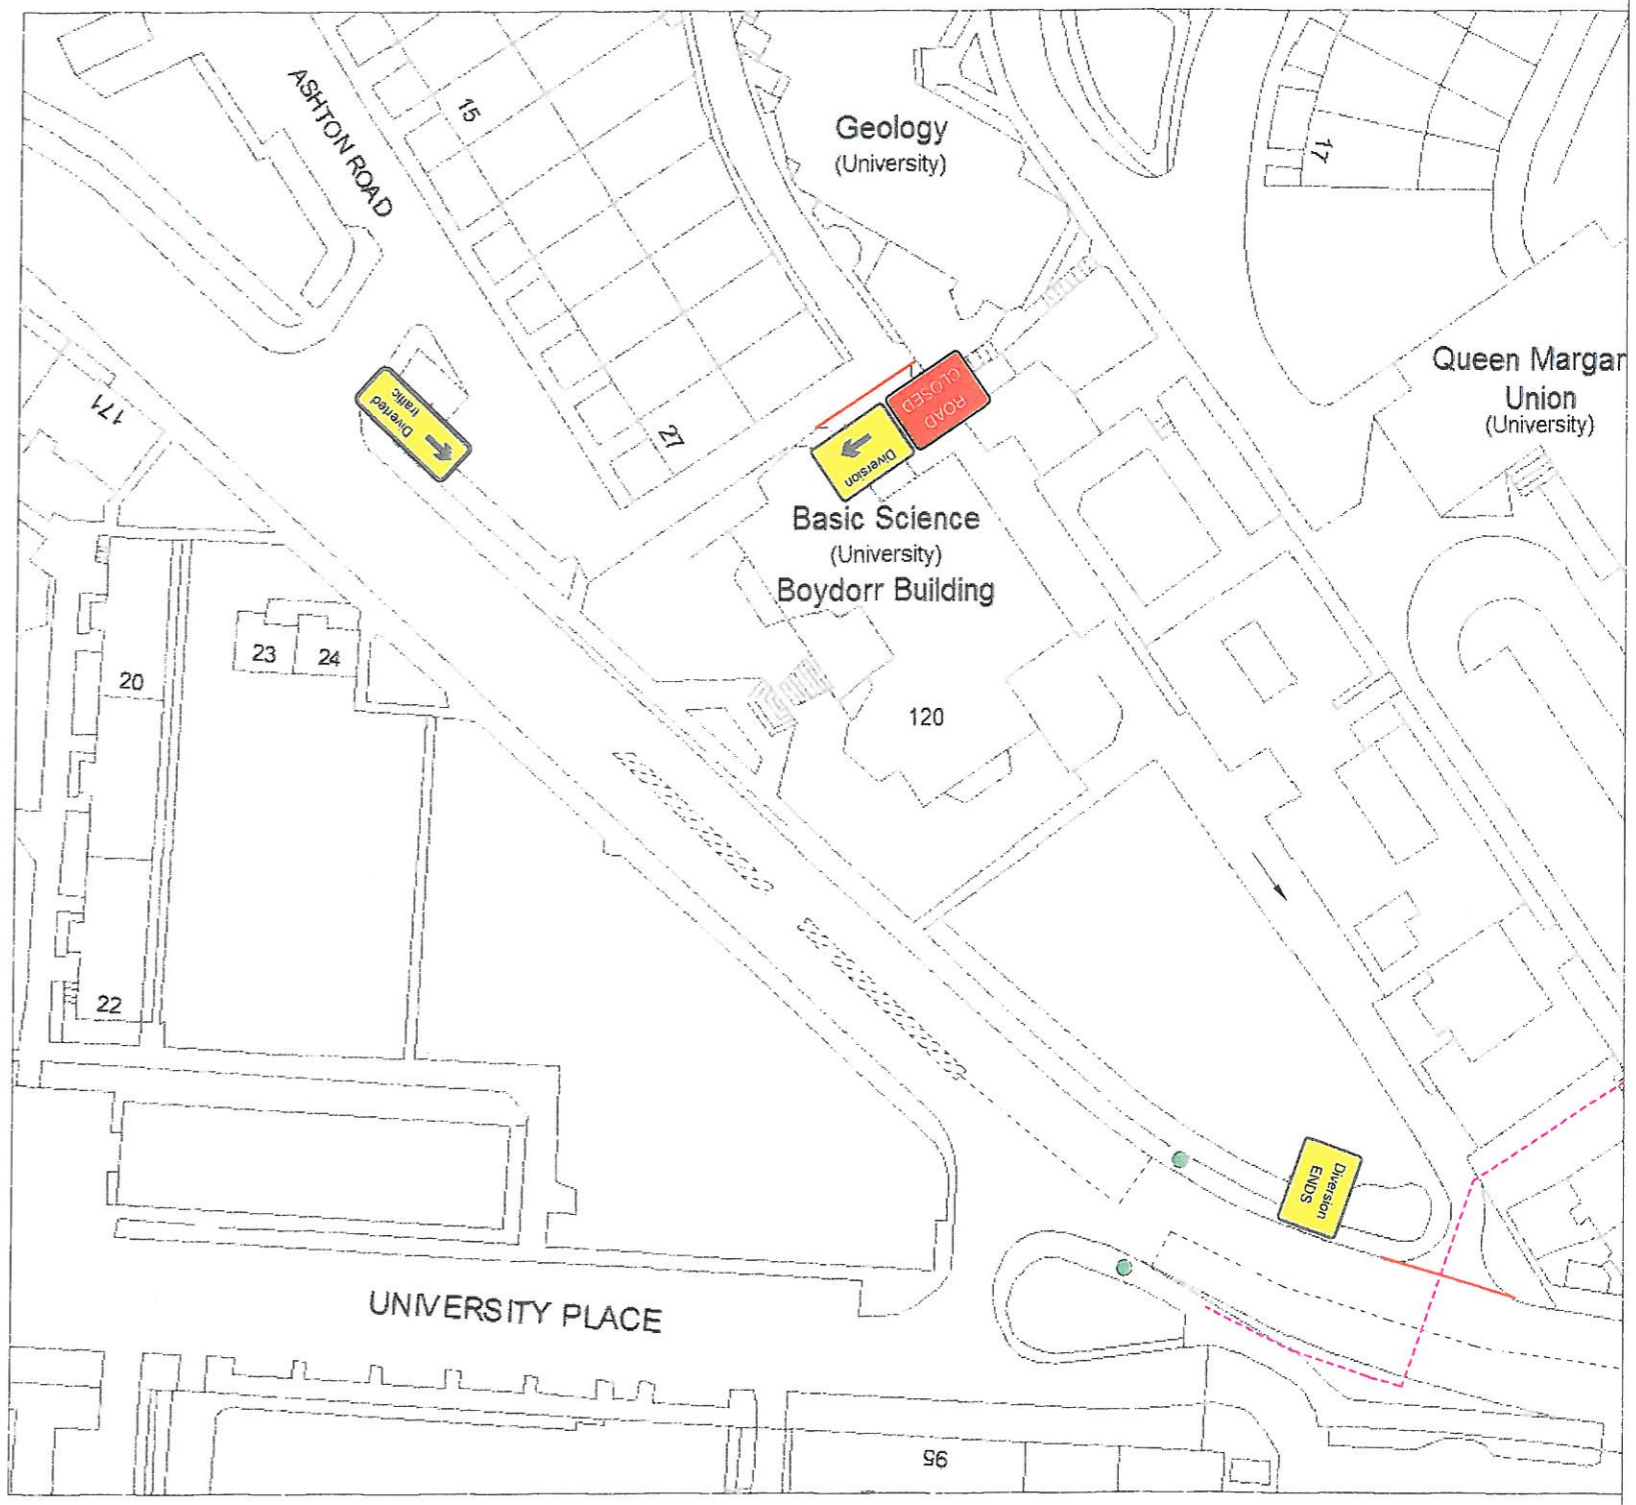 ASHTON ROAD
15
Geology
(University)
17
Queen Margar
Union
(University)
171
Diverted
traffic
27
ROAD
CLOSED
Diversion
Basic Science
(University)
Boydorr Building
23
24
20
120
22
Diversion
ENDS
UNIVERSITY PLACE
95